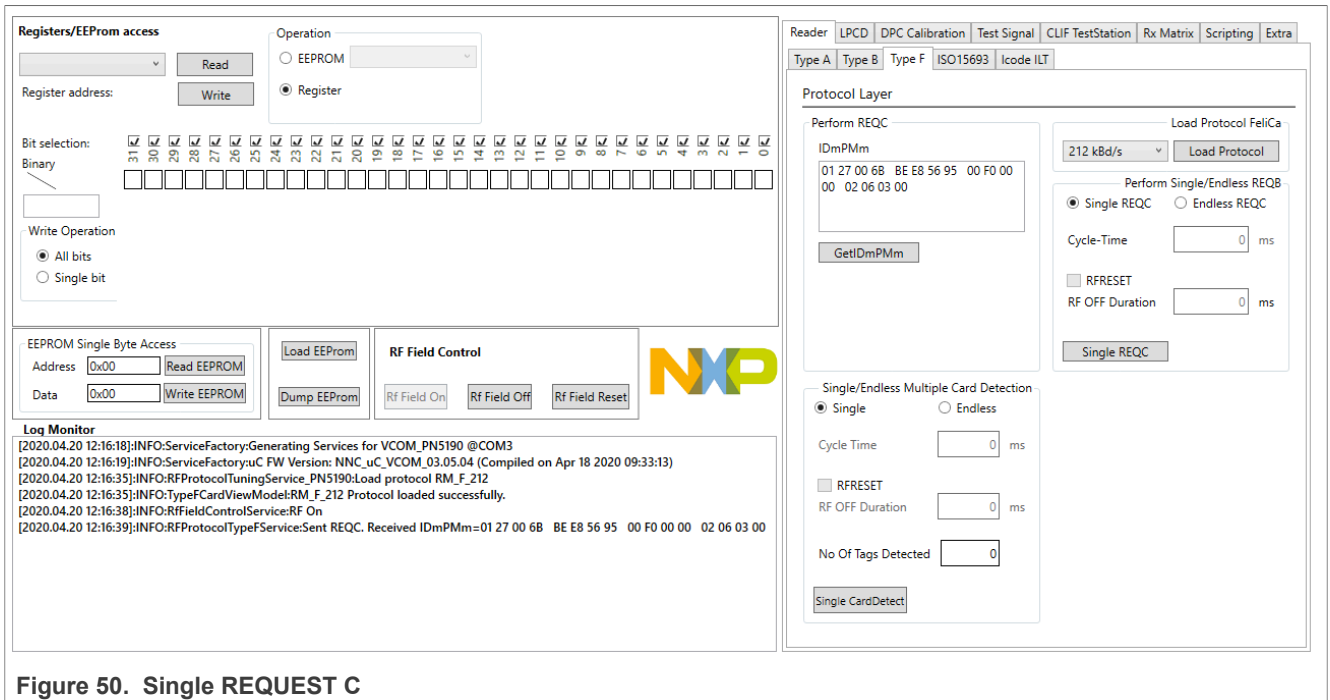 Registers/EEProm access
Read
Register address:
Write
Operation
EEPROM
Register
Bit selection:
31 30 29 28 27 26 25 24 23 22 21 20 19 18 17 16 15 14 13 12 11 10 9 8 7 6 5 4 3 2 1 0
Binary
Write Operation
All bits
Single bit
EEPROM Single Byte Access
Address 0x00 Read EEPROM
Data 0x00 Write EEPROM
Load EEProm
Dump EEProm
RF Field Control
Rf Field On Rf Field Off Rf Field Reset
NXP
Log Monitor
[2020.04.20 12:16:18]:INFO:ServiceFactory:Generating Services for VCOM_PN5190 @COM3
[2020.04.20 12:16:19]:INFO:ServiceFactory:uC FW Version: NNC_uC_VCOM_03.05.04 (Compiled on Apr 18 2020 09:33:13)
[2020.04.20 12:16:35]:INFO:RFProtocolTuningService_PN5190:Load protocol RM_F_212
[2020.04.20 12:16:35]:INFO:TypeFCardViewModel:RM_F_212 Protocol loaded successfully.
[2020.04.20 12:16:38]:INFO:RfFieldControlService:RF On
[2020.04.20 12:16:39]:INFO:RFProtocolTypeFService:Sent REQC. Received IDmPMm=01 27 00 6B BE E8 56 95 00 F0 00 00 02 06 03 00
Reader LPCD DPC Calibration Test Signal CLIF TestStation Rx Matrix Scripting Extra
Type A Type B Type F ISO15693 Icode ILT
Protocol Layer
Perform REQC
IDmPMm
01 27 00 6B BE E8 56 95 00 F0 00
00 02 06 03 00
GetIDmPMm
Load Protocol FeliCa
212 kBd/s Load Protocol
Perform Single/Endless REQB
Single REQC Endless REQC
Cycle-Time 0 ms
RFRESET
RF OFF Duration 0 ms
Single REQC
Single/Endless Multiple Card Detection
Single Endless
Cycle Time 0 ms
RFRESET
RF OFF Duration 0 ms
No Of Tags Detected 0
Single CardDetect
Figure 50. Single REQUEST C